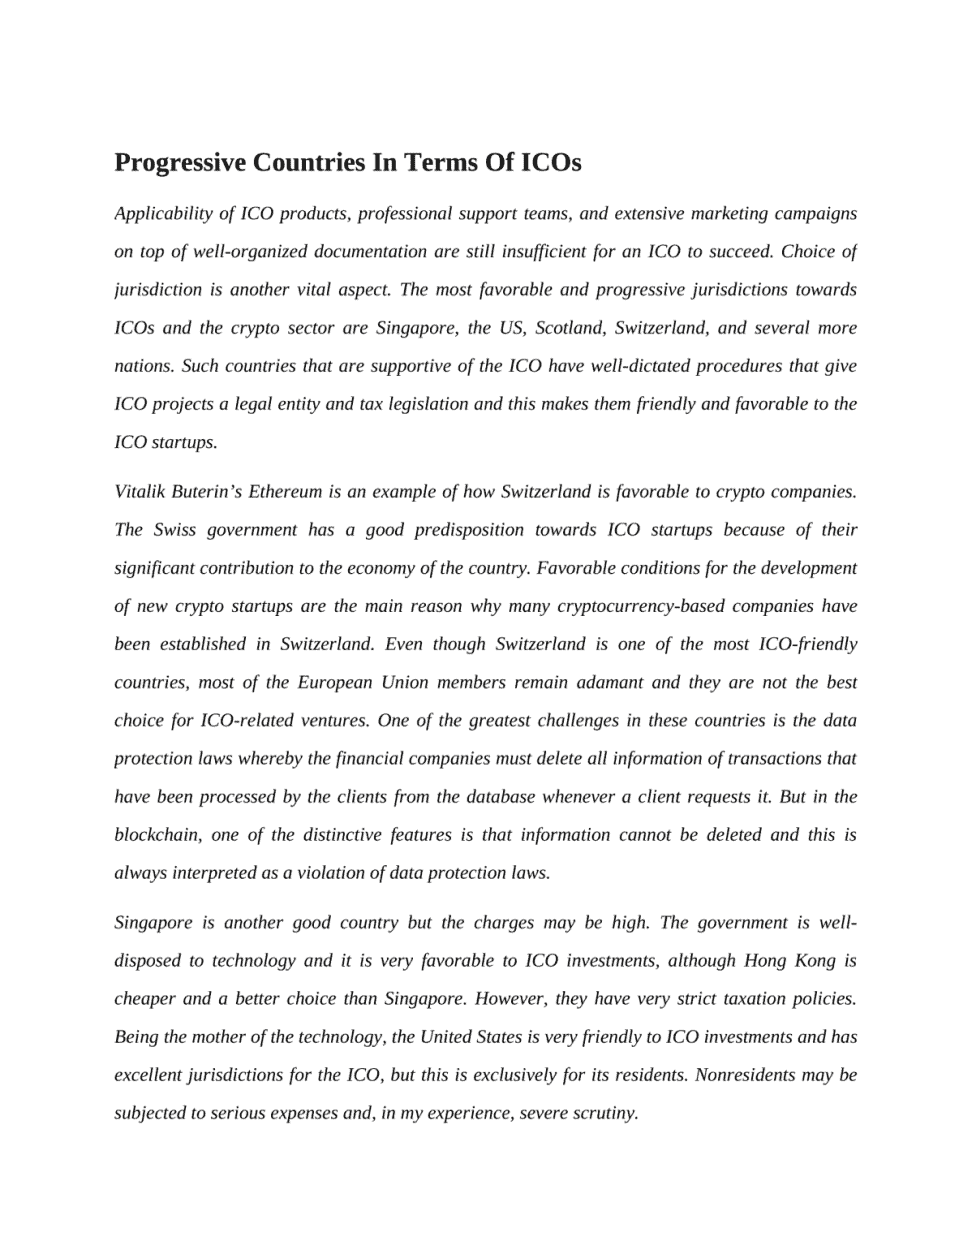 Progressive Countries In Terms Of ICOs
Applicability of ICO products, professional support teams, and extensive marketing campaigns
on top of well-organized documentation are still insufficient for an ICO to succeed. Choice of
jurisdiction is another vital aspect. The most favorable and progressive jurisdictions towards
ICOs and the crypto sector are Singapore, the US, Scotland, Switzerland, and several more
nations. Such countries that are supportive of the ICO have well-dictated procedures that give
ICO projects a legal entity and tax legislation and this makes them friendly and favorable to the
ICO startups.
Vitalik Buterin’s Ethereum is an example of how Switzerland is favorable to crypto companies.
The Swiss government has a good predisposition towards ICO startups because of their
significant contribution to the economy of the country. Favorable conditions for the development
of new crypto startups are the main reason why many cryptocurrency-based companies have
been established in Switzerland. Even though Switzerland is one of the most ICO-friendly
countries, most of the European Union members remain adamant and they are not the best
choice for ICO-related ventures. One of the greatest challenges in these countries is the data
protection laws whereby the financial companies must delete all information of transactions that
have been processed by the clients from the database whenever a client requests it. But in the
blockchain, one of the distinctive features is that information cannot be deleted and this is
always interpreted as a violation of data protection laws.
Singapore is another good country but the charges may be high. The government is well-
disposed to technology and it is very favorable to ICO investments, although Hong Kong is
cheaper and a better choice than Singapore. However, they have very strict taxation policies.
Being the mother of the technology, the United States is very friendly to ICO investments and has
excellent jurisdictions for the ICO, but this is exclusively for its residents. Nonresidents may be
subjected to serious expenses and, in my experience, severe scrutiny.